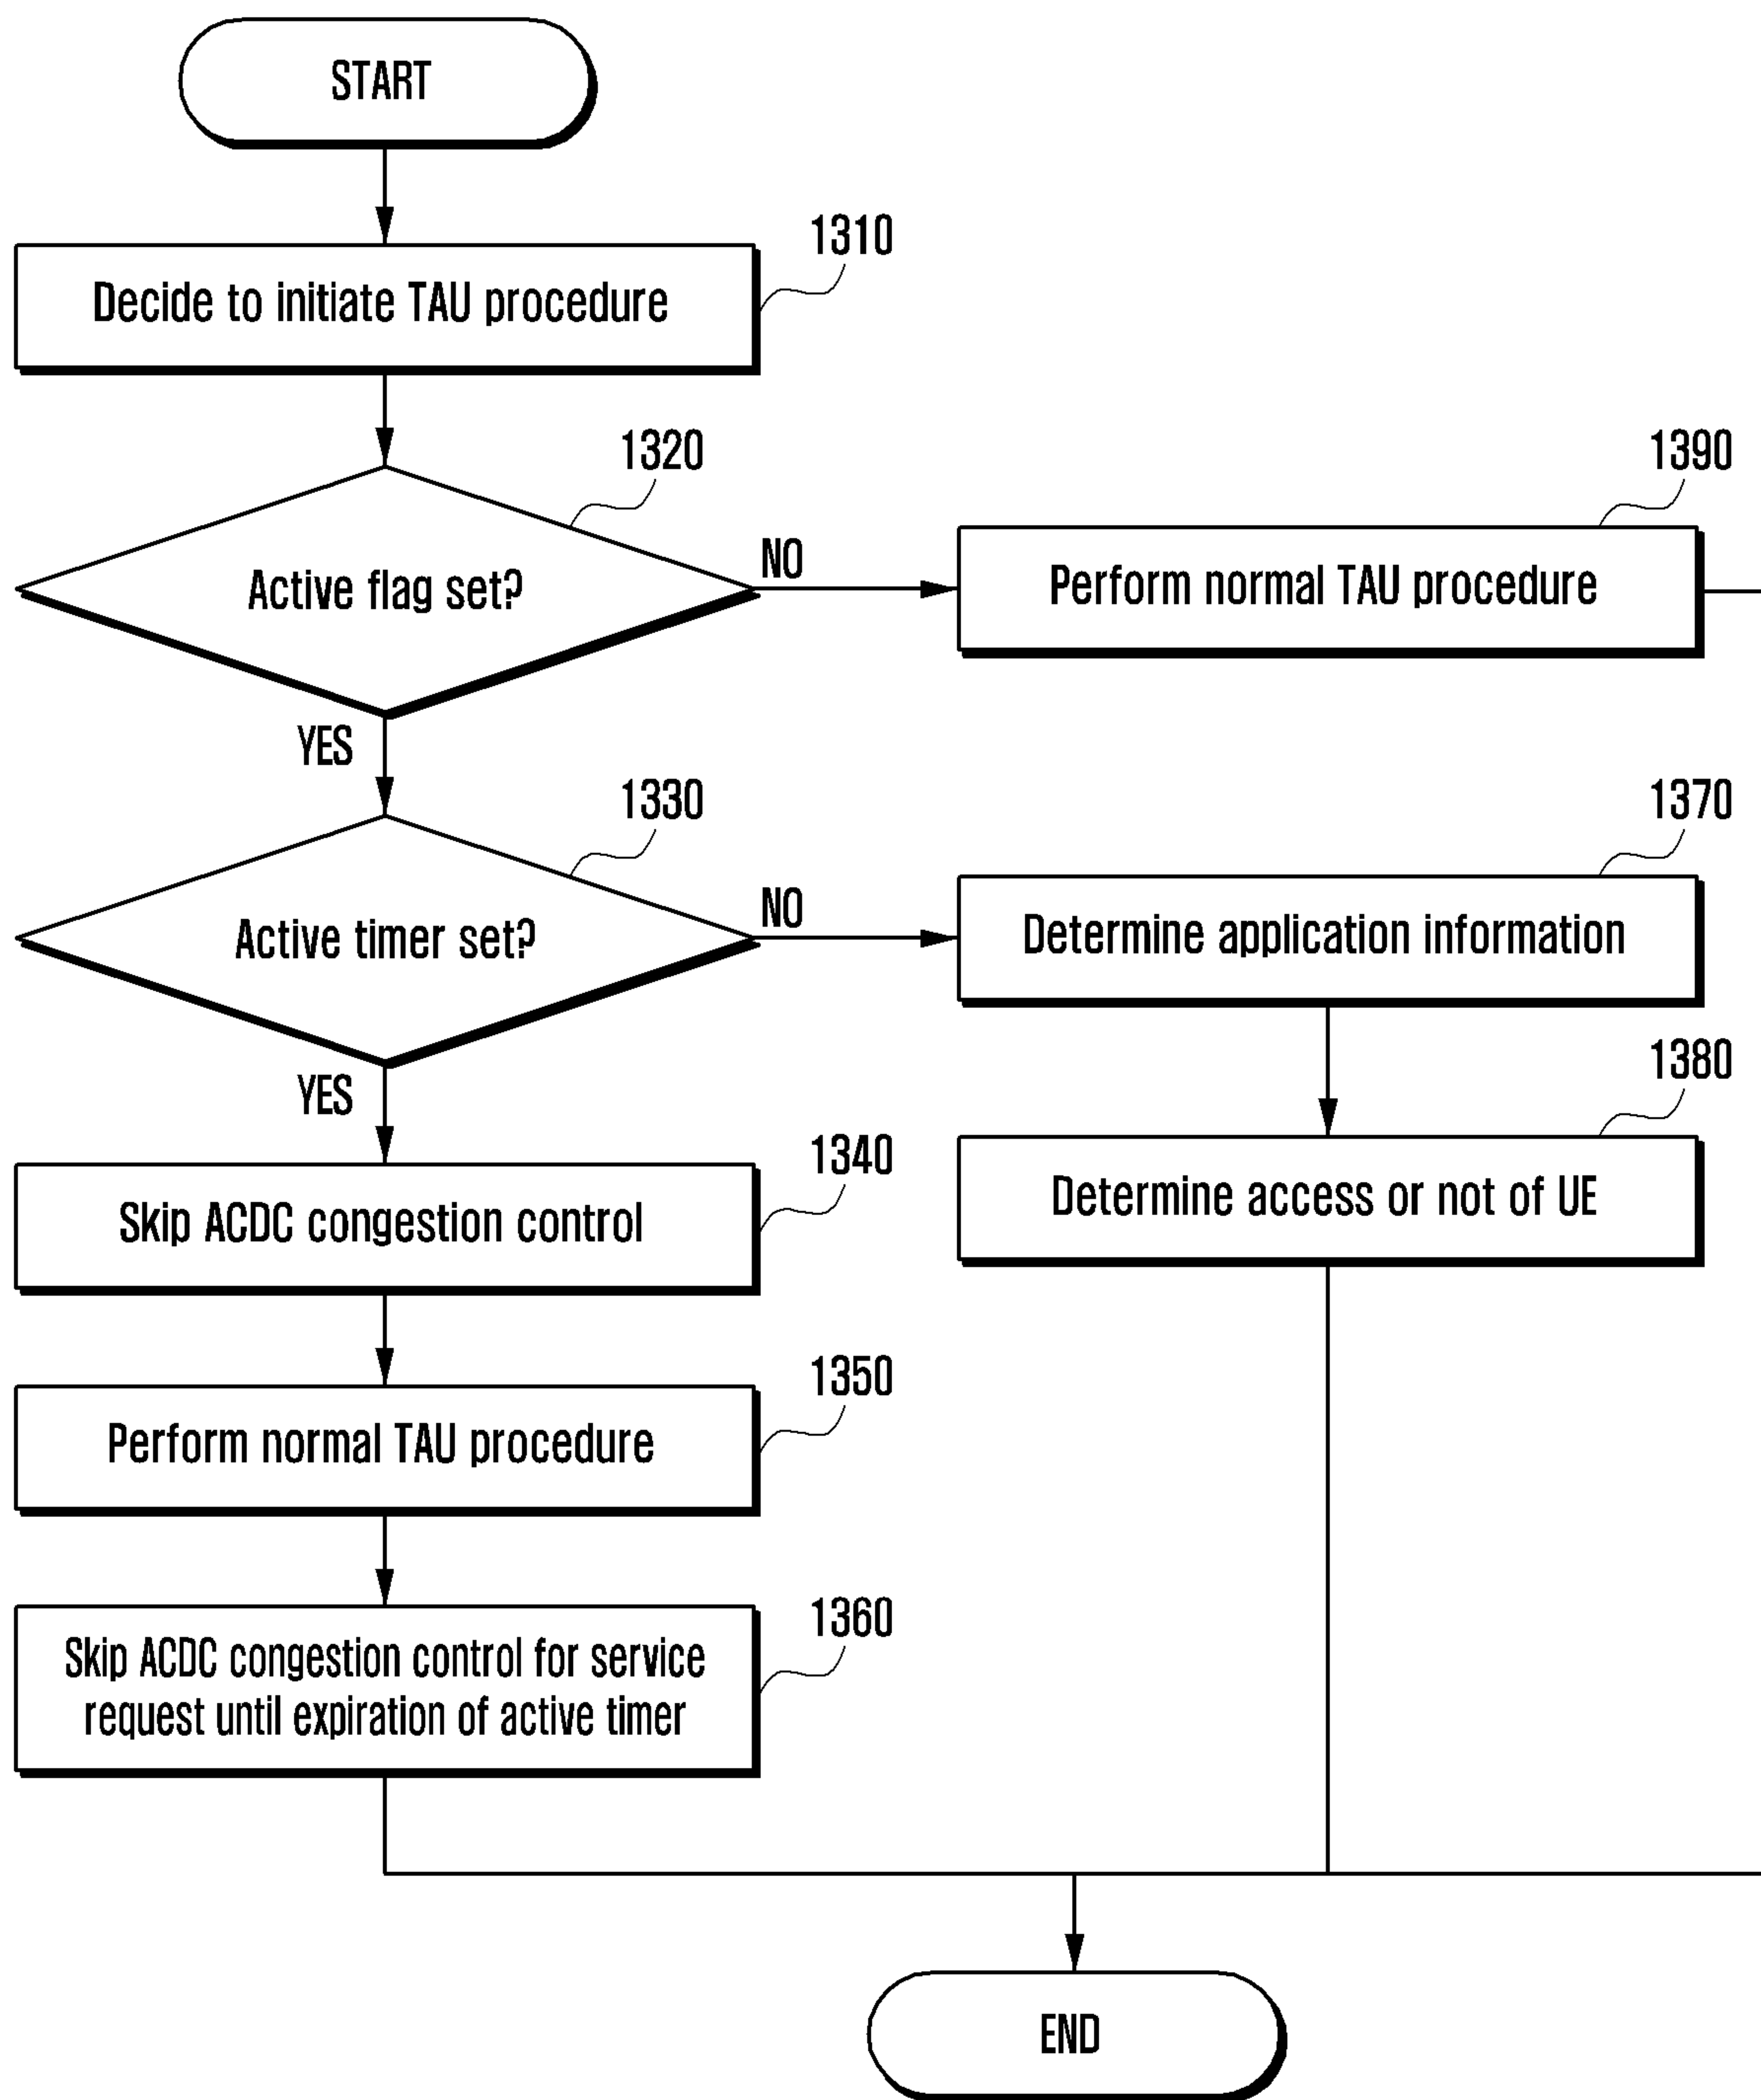 START
1310
Decide to initiate TAU procedure
1320
1390
Active flag set?
NO
Perform normal TAU procedure
YES
1330
1370
Active timer set?
NO
Determine application information
YES
1380
Determine access or not of UE
1340
Skip ACDC congestion control
1350
Perform normal TAU procedure
1360
Skip ACDC congestion control for service
request until expiration of active timer
END